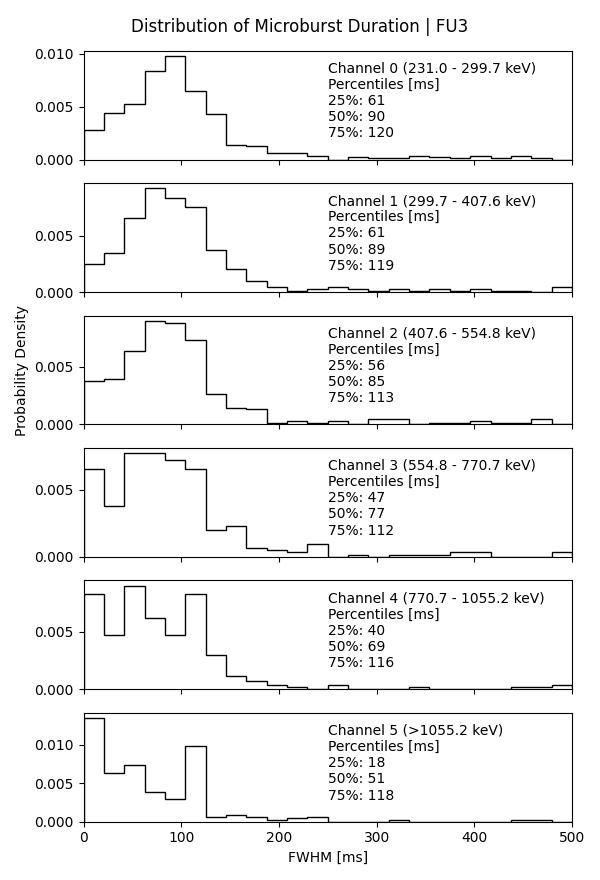 Distribution of Microburst Duration | FU3
Probability Density
0.010
0.005
0.000
Channel 0 (231.0 - 299.7 keV)
Percentiles [ms]
25%: 61
50%: 90
75%: 120
0.005
0.000
Channel 1 (299.7 - 407.6 keV)
Percentiles [ms]
25%: 61
50%: 89
75%: 119
0.005
0.000
Channel 2 (407.6 - 554.8 keV)
Percentiles [ms]
25%: 56
50%: 85
75%: 113
0.005
0.000
Channel 3 (554.8 - 770.7 keV)
Percentiles [ms]
25%: 47
50%: 77
75%: 112
0.005
0.000
Channel 4 (770.7 - 1055.2 keV)
Percentiles [ms]
25%: 40
50%: 69
75%: 116
0.010
0.005
0.000
Channel 5 (>1055.2 keV)
Percentiles [ms]
25%: 18
50%: 51
75%: 118
0 100 200 300 400 500
FWHM [ms]